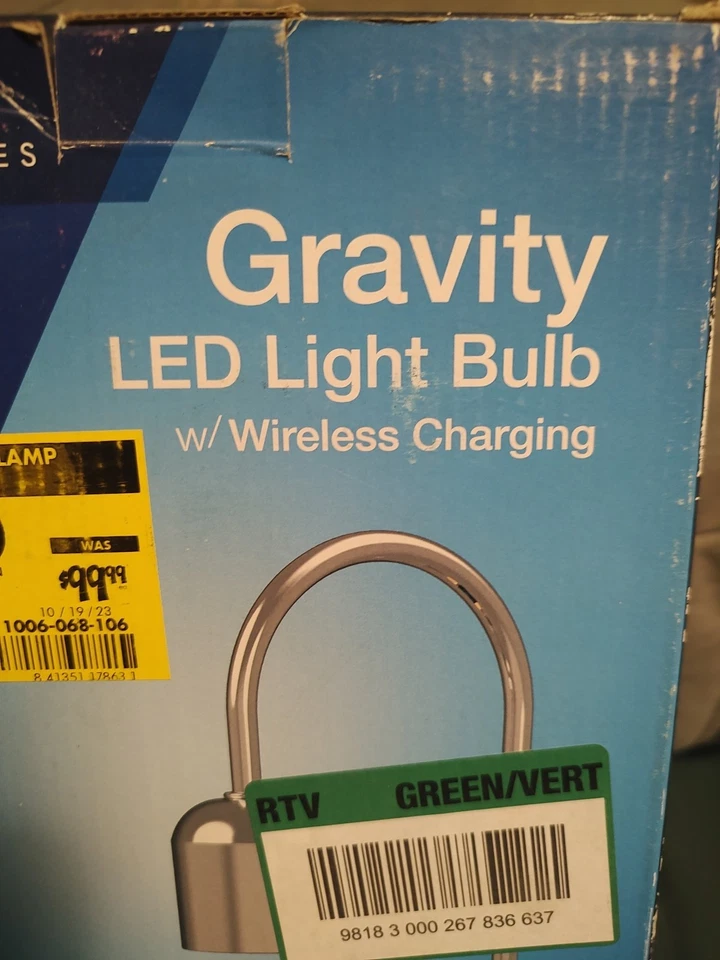 ES
Gravity
LED Light Bulb
w/ Wireless Charging
LAMP
WAS
$99.99
10/19/23
1006-068-106
8 41351 17863 1
RTV GREEN/VERT
9818 3 000 267 836 637